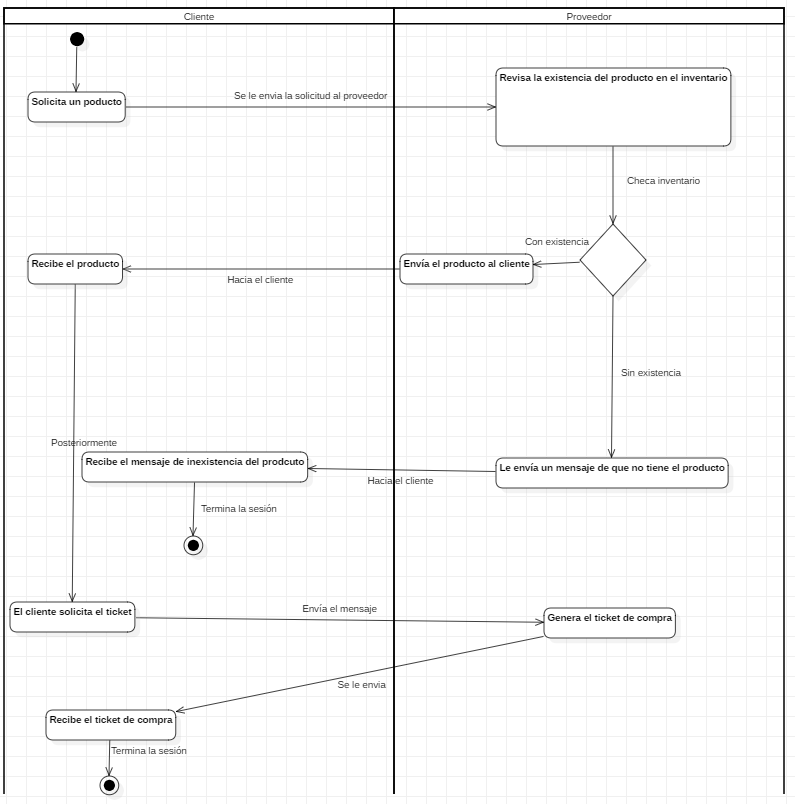 Cliente
Proveedor
Revisa la existencia del producto en el inventario
Solicita un poducto
Se le envia la solicitud al proveedor
Checa inventario
Con existencia
Recibe el producto
Envía el producto al cliente
Hacia el cliente
Sin existencia
Posteriormente
Recibe el mensaje de inexistencia del prodcuto
Le envía un mensaje de que no tiene el producto
Hacia el cliente
Termina la sesión
El cliente solicita el ticket
Envía el mensaje
Genera el ticket de compra
Se le envia
Recibe el ticket de compra
Termina la sesión